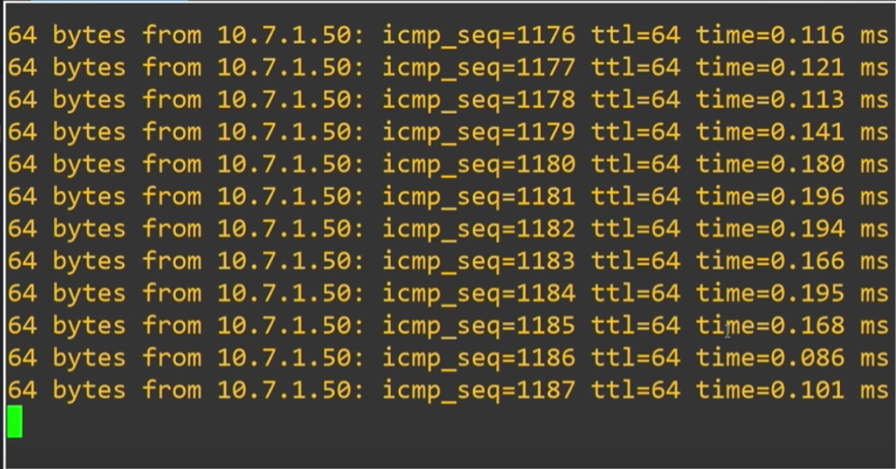 64 bytes from 10.7.1.50: icmp_seq=1176 ttl=64 time=0.116 ms
64 bytes from 10.7.1.50: icmp_seq=1177 ttl=64 time=0.121 ms
64 bytes from 10.7.1.50: icmp_seq=1178 ttl=64 time=0.113 ms
64 bytes from 10.7.1.50: icmp_seq=1179 ttl=64 time=0.141 ms
64 bytes from 10.7.1.50: icmp_seq=1180 ttl=64 time=0.180 ms
64 bytes from 10.7.1.50: icmp_seq=1181 ttl=64 time=0.196 ms
64 bytes from 10.7.1.50: icmp_seq=1182 ttl=64 time=0.194 ms
64 bytes from 10.7.1.50: icmp_seq=1183 ttl=64 time=0.166 ms
64 bytes from 10.7.1.50: icmp_seq=1184 ttl=64 time=0.195 ms
64 bytes from 10.7.1.50: icmp_seq=1185 ttl=64 time=0.168 ms
64 bytes from 10.7.1.50: icmp_seq=1186 ttl=64 time=0.086 ms
64 bytes from 10.7.1.50: icmp_seq=1187 ttl=64 time=0.101 ms